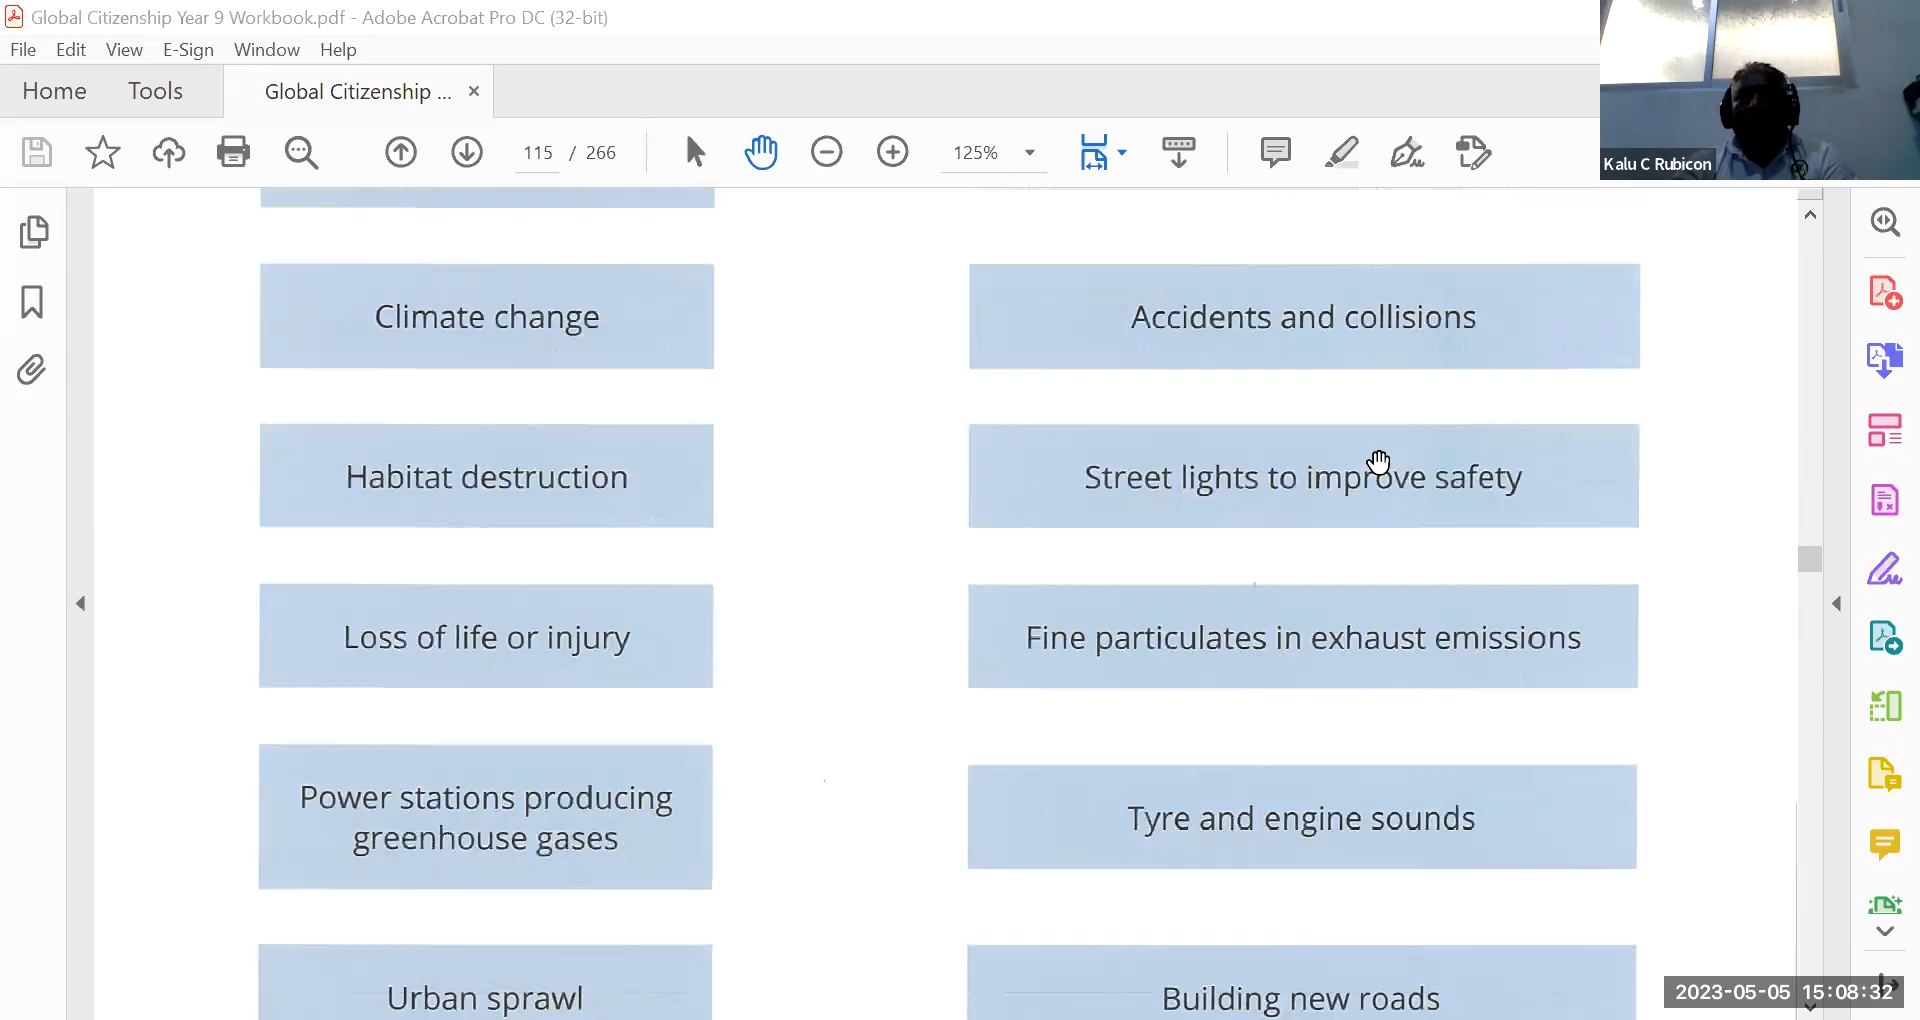 Global Citizenship Year 9 Workbook.pdf - Adobe Acrobat Pro DC (32-bit)
File Edit View E-Sign Window Help
Home Tools Global Citizenship ...
115 / 266 125%
Kalu C Rubicon
Climate change
Accidents and collisions
Habitat destruction
Street lights to improve safety
Loss of life or injury
Fine particulates in exhaust emissions
Power stations producing
greenhouse gases
Tyre and engine sounds
Urban sprawl
Building new roads
2023-05-05 15:08:32